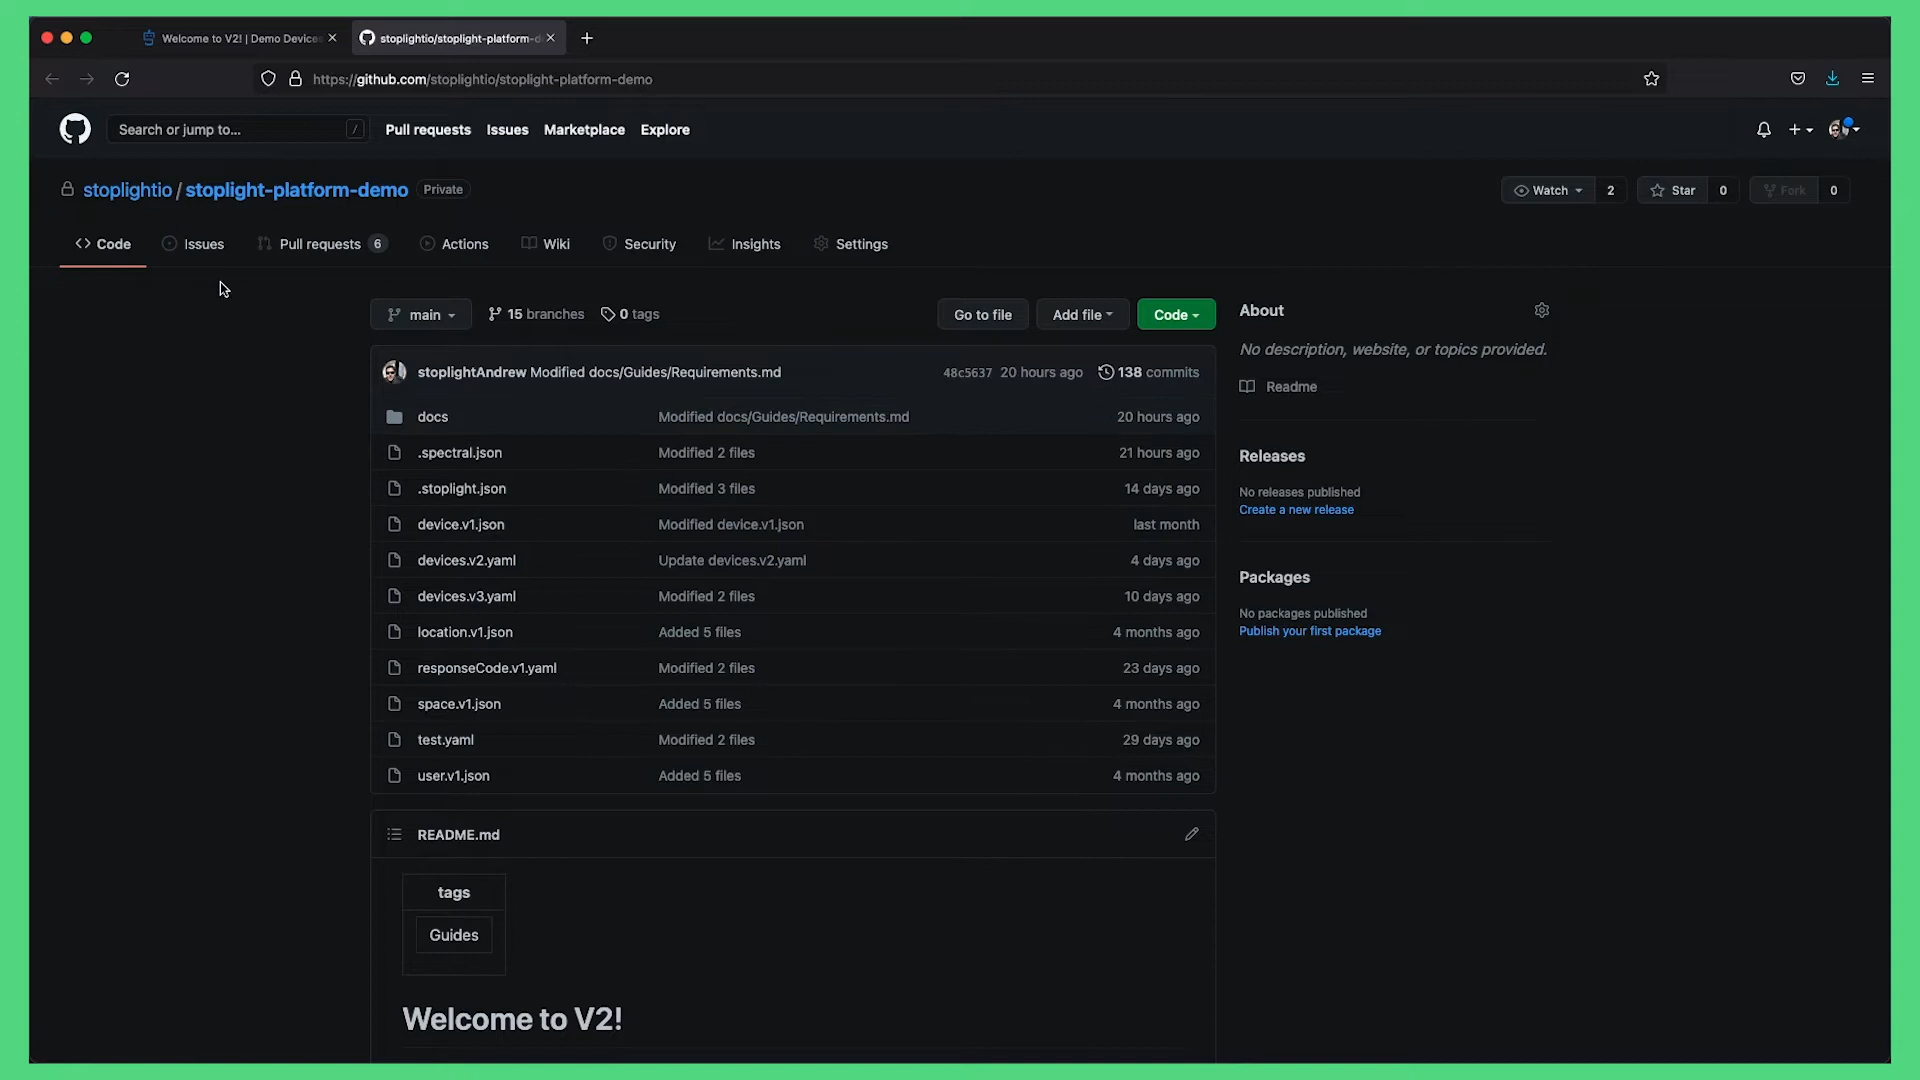 Welcome to V2! | Demo Devices
stoplightio/stoplight-platform-d
https://github.com/stoplightio/stoplight-platform-demo
Search or jump to... /
Pull requests Issues Marketplace Explore
stoplightio / stoplight-platform-demo Private
Watch 2 Star 0 Fork 0
Code Issues Pull requests 6 Actions Wiki Security Insights Settings
main 15 branches 0 tags Go to file Add file Code
stoplightAndrew Modified docs/Guides/Requirements.md 48c5637 20 hours ago 138 commits
docs Modified docs/Guides/Requirements.md 20 hours ago
.spectral.json Modified 2 files 21 hours ago
.stoplight.json Modified 3 files 14 days ago
device.v1.json Modified device.v1.json last month
devices.v2.yaml Update devices.v2.yaml 4 days ago
devices.v3.yaml Modified 2 files 10 days ago
location.v1.json Added 5 files 4 months ago
responseCode.v1.yaml Modified 2 files 23 days ago
space.v1.json Added 5 files 4 months ago
test.yaml Modified 2 files 29 days ago
user.v1.json Added 5 files 4 months ago
README.md
tags
Guides
Welcome to V2!
About
No description, website, or topics provided.
Readme
Releases
No releases published
Create a new release
Packages
No packages published
Publish your first package